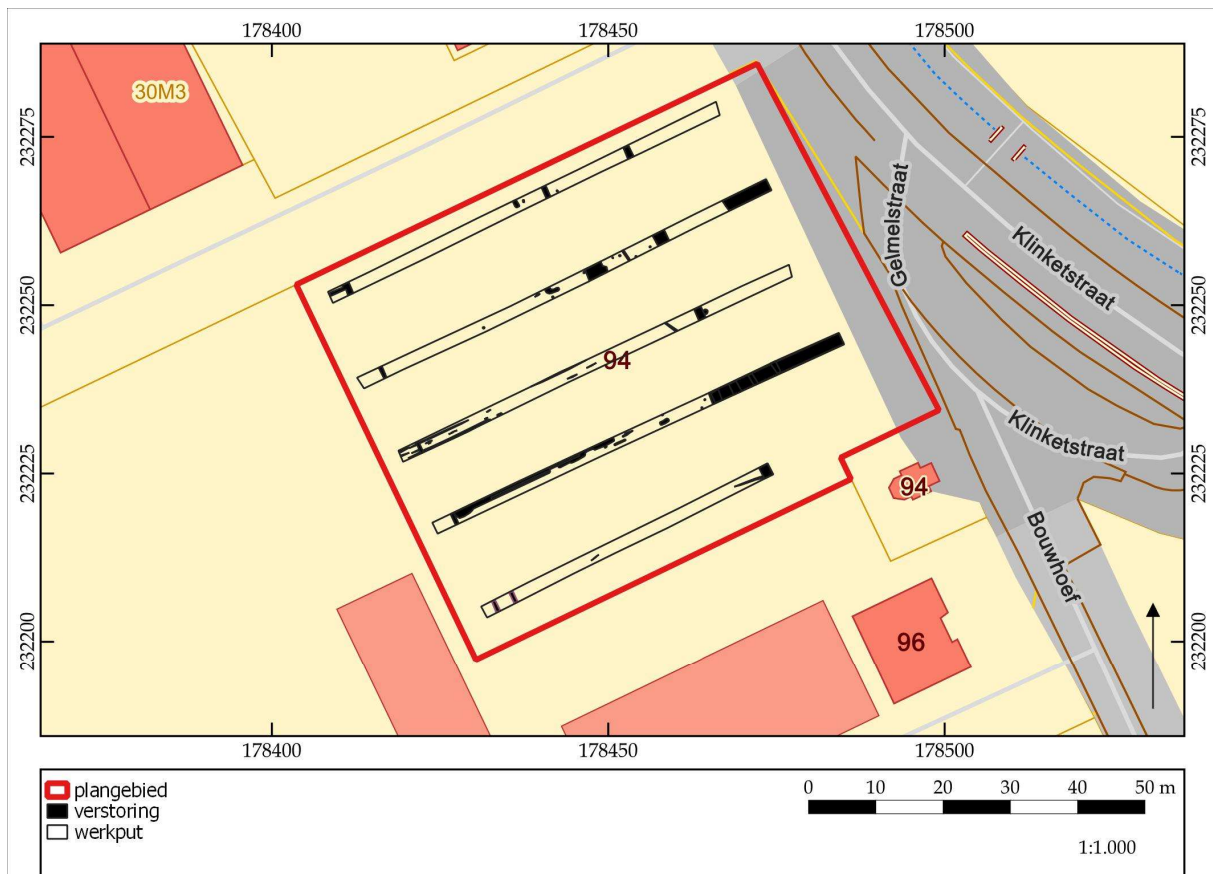 178400 178450 178500
30M3
232275 232275
Gelmelstraat
Klinketstraat
232250 232250
94
Klinketstraat
232225 232225
94
Bouwhoef
232200 232200
96
178400 178450 178500
plangebied
verstoring
werkput
0 10 20 30 40 50 m
1:1.000